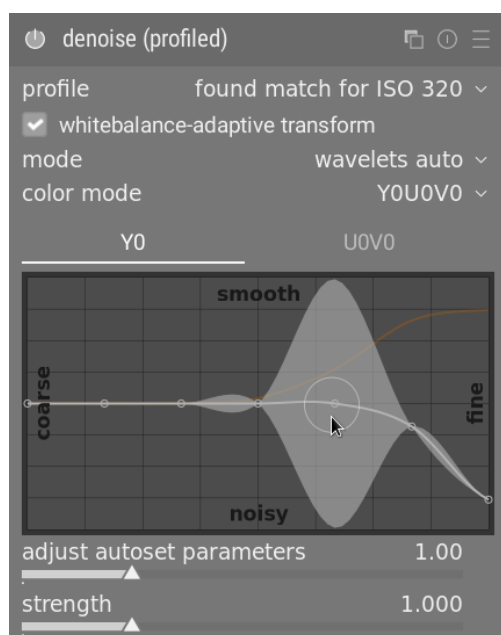 denoise (profiled)
profile found match for ISO 320
whitebalance-adaptive transform
mode wavelets auto
color mode Y0U0V0
Y0 U0V0
smooth
coarse
fine
noisy
adjust autoset parameters 1.00
strength 1.000